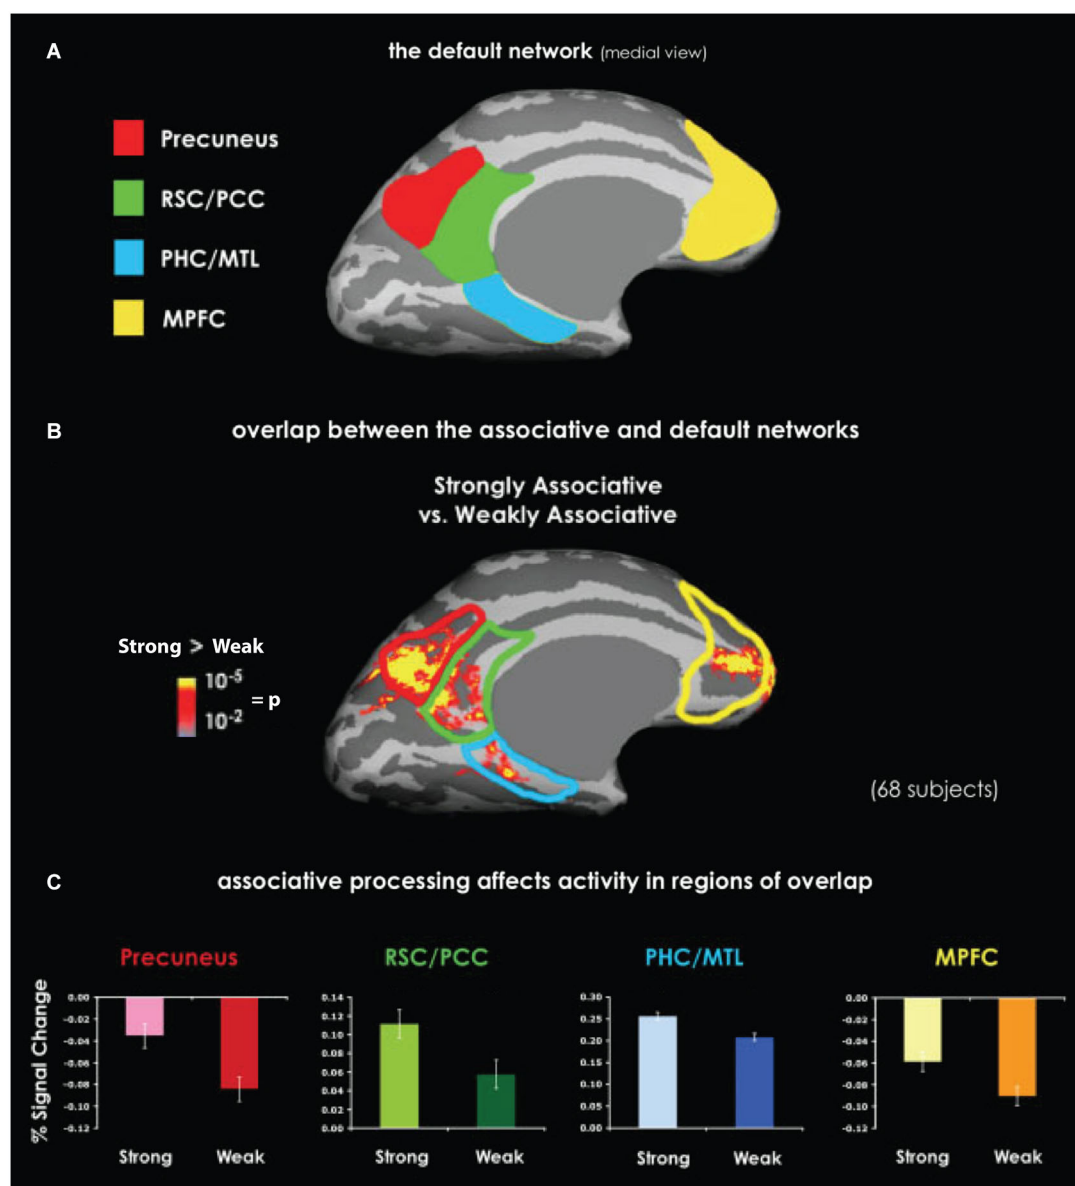 A
the default network (medial view)
Precuneus
RSC/PCC
PHC/MTL
MPFC
B
overlap between the associative and default networks
Strongly Associative
vs. Weakly Associative
Strong > Weak
10-5
= p
10-2
(68 subjects)
C
associative processing affects activity in regions of overlap
Precuneus
RSC/PCC
PHC/MTL
MPFC
% Signal Change
0.00
-0.02
-0.04
-0.06
-0.08
-0.10
-0.12
Strong Weak
0.14
0.12
0.10
0.08
0.06
0.04
0.02
0.00
Strong Weak
0.30
0.25
0.20
0.15
0.10
0.05
0.00
Strong Weak
0.00
-0.02
-0.04
-0.06
-0.08
-0.10
-0.12
Strong Weak